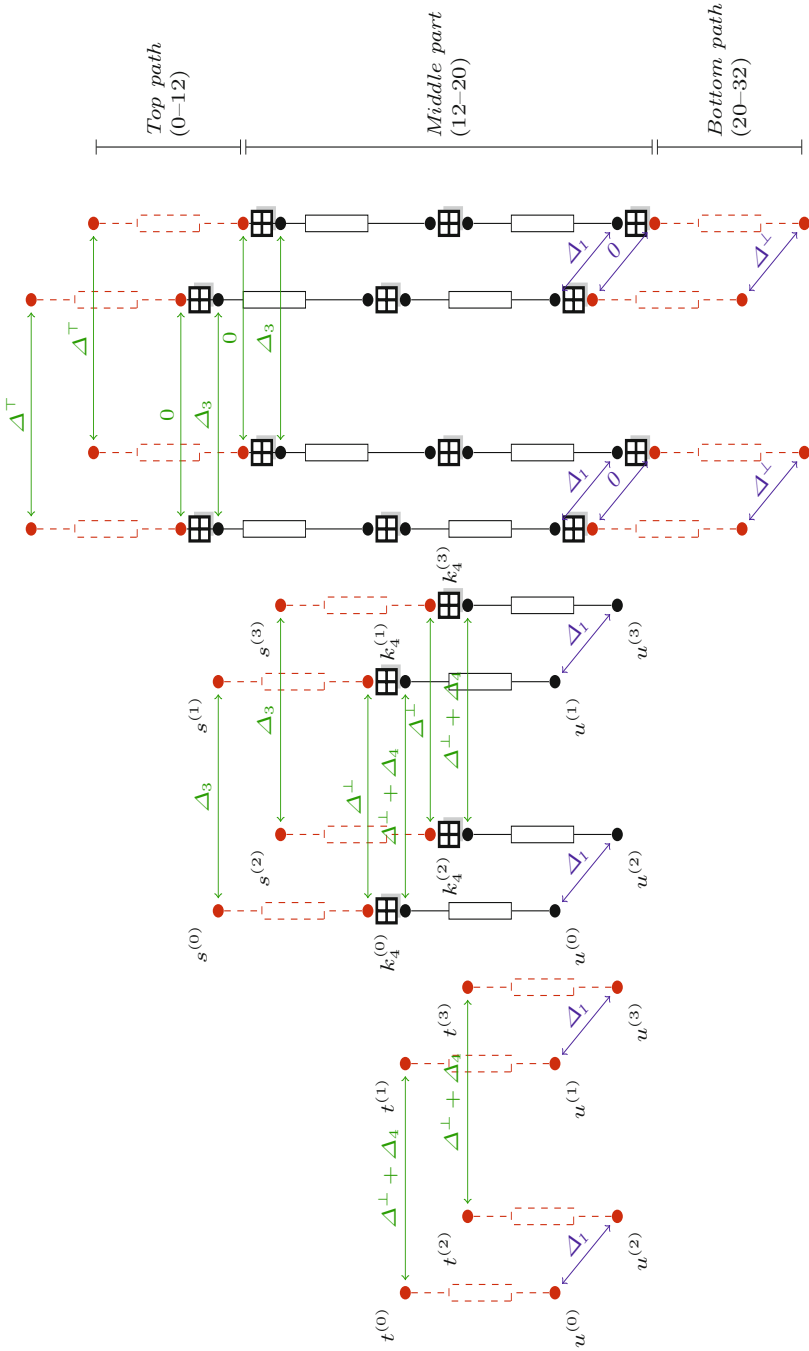 Top path
(0–12)
Middle part
(12–20)
Bottom path
(20–32)
Δ⊤
Δ⊤
0
Δ₃
0
Δ₃
Δ₁
0
Δ⊥
Δ₁
0
Δ⊥
s⁽⁰⁾
s⁽¹⁾
s⁽²⁾
s⁽³⁾
Δ₃
Δ₃
Δ⊥
Δ⊥ + Δ₄
Δ⊥
Δ⊥ + Δ₄
k₄⁽⁰⁾
k₄⁽¹⁾
k₄⁽²⁾
k₄⁽³⁾
Δ₁
Δ₁
u⁽⁰⁾
u⁽¹⁾
u⁽²⁾
u⁽³⁾
t⁽⁰⁾
t⁽¹⁾
t⁽²⁾
t⁽³⁾
Δ⊥ + Δ₄
Δ⊥ + Δ₄
Δ₁
Δ₁
u⁽⁰⁾
u⁽¹⁾
u⁽²⁾
u⁽³⁾